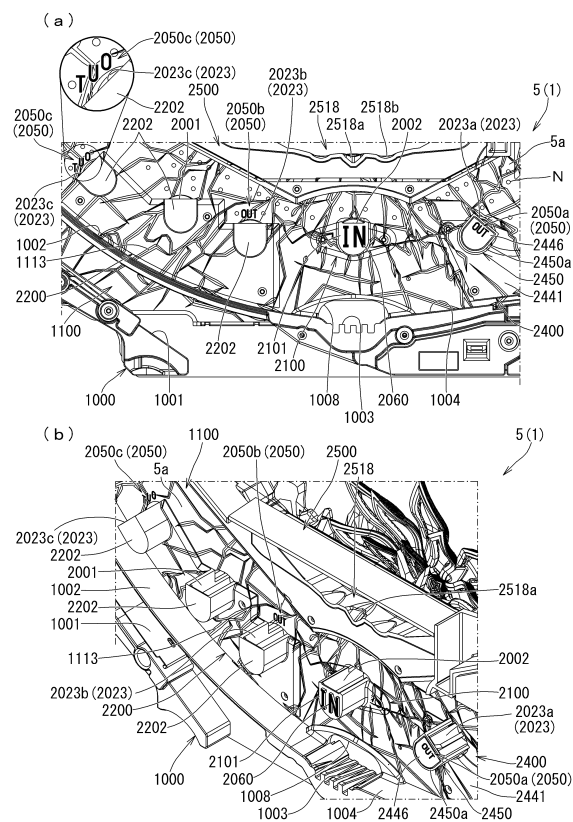 (a)
2050c (2050)
2023c (2023)
2202
T U O
2500
2050b (2050)
2023b (2023)
2518
2518a
2518b
2002
2023a (2023)
5 (1)
5a
N
2050c (2050)
2202
2001
T U O
OUT
IN
OUT
2050a (2050)
2446
2450a
2450
2441
2400
2023c (2023)
1002
1113
2200
1100
1000
1001
2202
2101
2100
1008
1003
2060
1004
(b)
2050c (2050)
1100
2050b (2050)
2500
2518
5 (1)
5a
2023c (2023)
2202
2001
1002
2202
1001
1113
2023b (2023)
2200
2202
1000
2101
2060
1008
1003
1004
2446
2450a
2450
2441
2050a (2050)
2400
2023a (2023)
2100
2002
2518a
OUT
IN
OUT